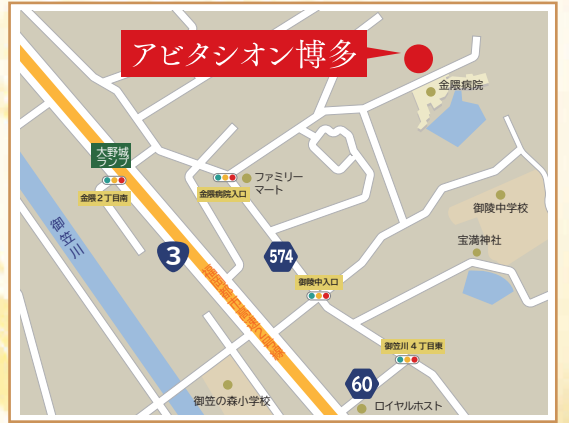 アビタシオン博多
金隈病院
大野城
ランプ
金隈2丁目南
金隈病院入口
ファミリー
マート
御陵中学校
宝満神社
御笠川
3
574
御陵中入口
御笠川4丁目東
60
御笠の森小学校
ロイヤルホスト